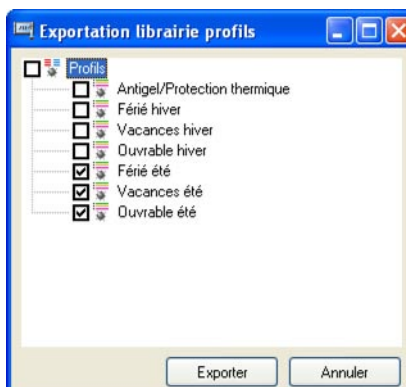 Exportation librairie profils
Profils
Antigel/Protection thermique
Férié hiver
Vacances hiver
Ouvrable hiver
Férié été
Vacances été
Ouvrable été
Exporter
Annuler